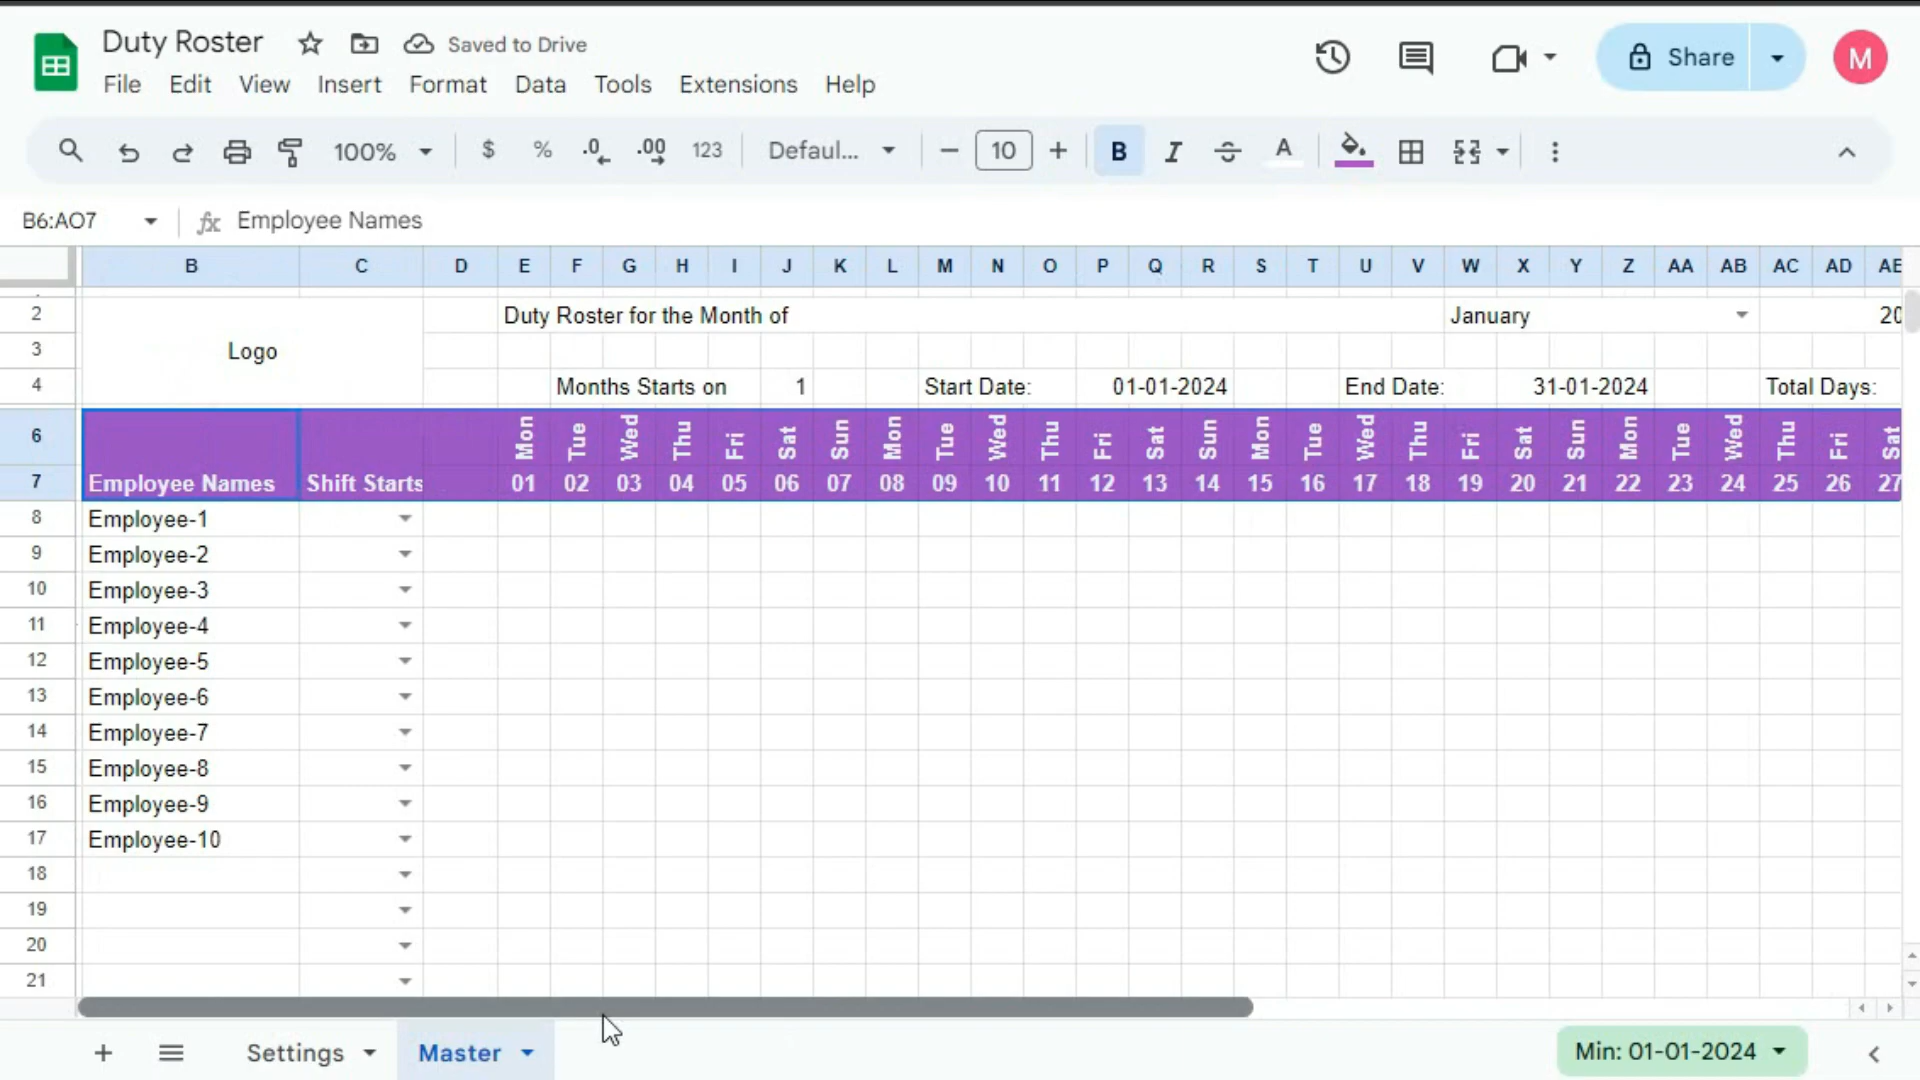 Duty Roster Saved to Drive
File Edit View Insert Format Data Tools Extensions Help
Share
M
100% $ % .0 .00 123 Defaul... 10 B I A
B6:AO7 fx Employee Names
B C D E F G H I J K L M N O P Q R S T U V W X Y Z AA AB AC AD AE
2 Duty Roster for the Month of January 20
3 Logo
4 Months Starts on 1 Start Date: 01-01-2024 End Date: 31-01-2024 Total Days:
6 Mon Tue Wed Thu Fri Sat Sun Mon Tue Wed Thu Fri Sat Sun Mon Tue Wed Thu Fri Sat Sun Mon Tue Wed Thu Fri Sat
7 Employee Names Shift Starts 01 02 03 04 05 06 07 08 09 10 11 12 13 14 15 16 17 18 19 20 21 22 23 24 25 26 27
8 Employee-1
9 Employee-2
10 Employee-3
11 Employee-4
12 Employee-5
13 Employee-6
14 Employee-7
15 Employee-8
16 Employee-9
17 Employee-10
18
19
20
21
Settings Master Min: 01-01-2024